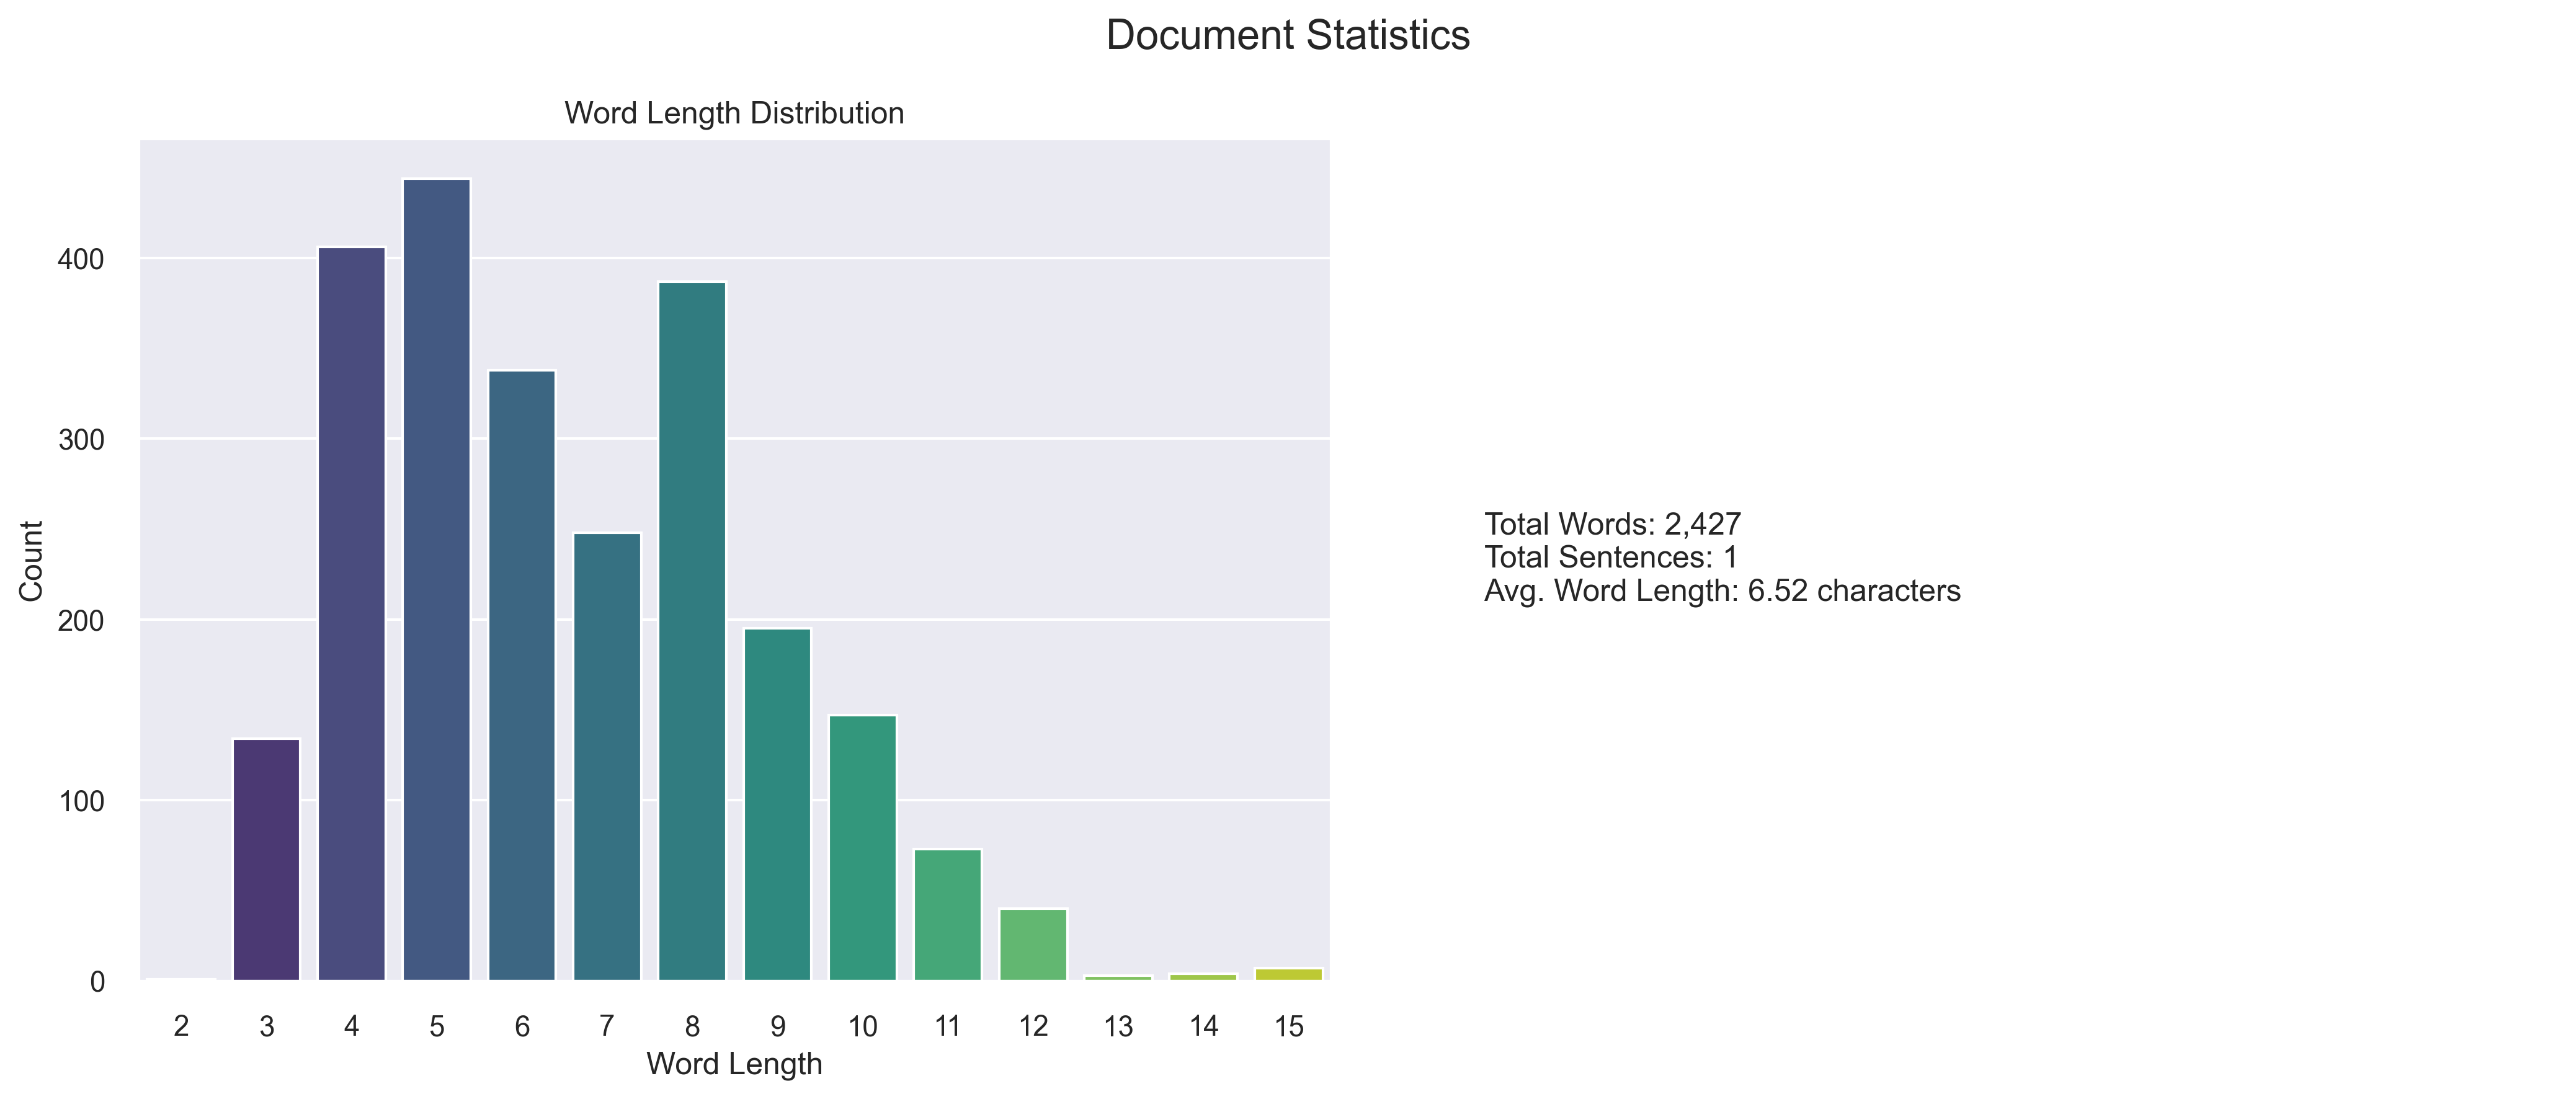 Document Statistics
Word Length Distribution
Count
400
300
200
100
0
2 3 4 5 6 7 8 9 10 11 12 13 14 15
Word Length
Total Words: 2,427
Total Sentences: 1
Avg. Word Length: 6.52 characters